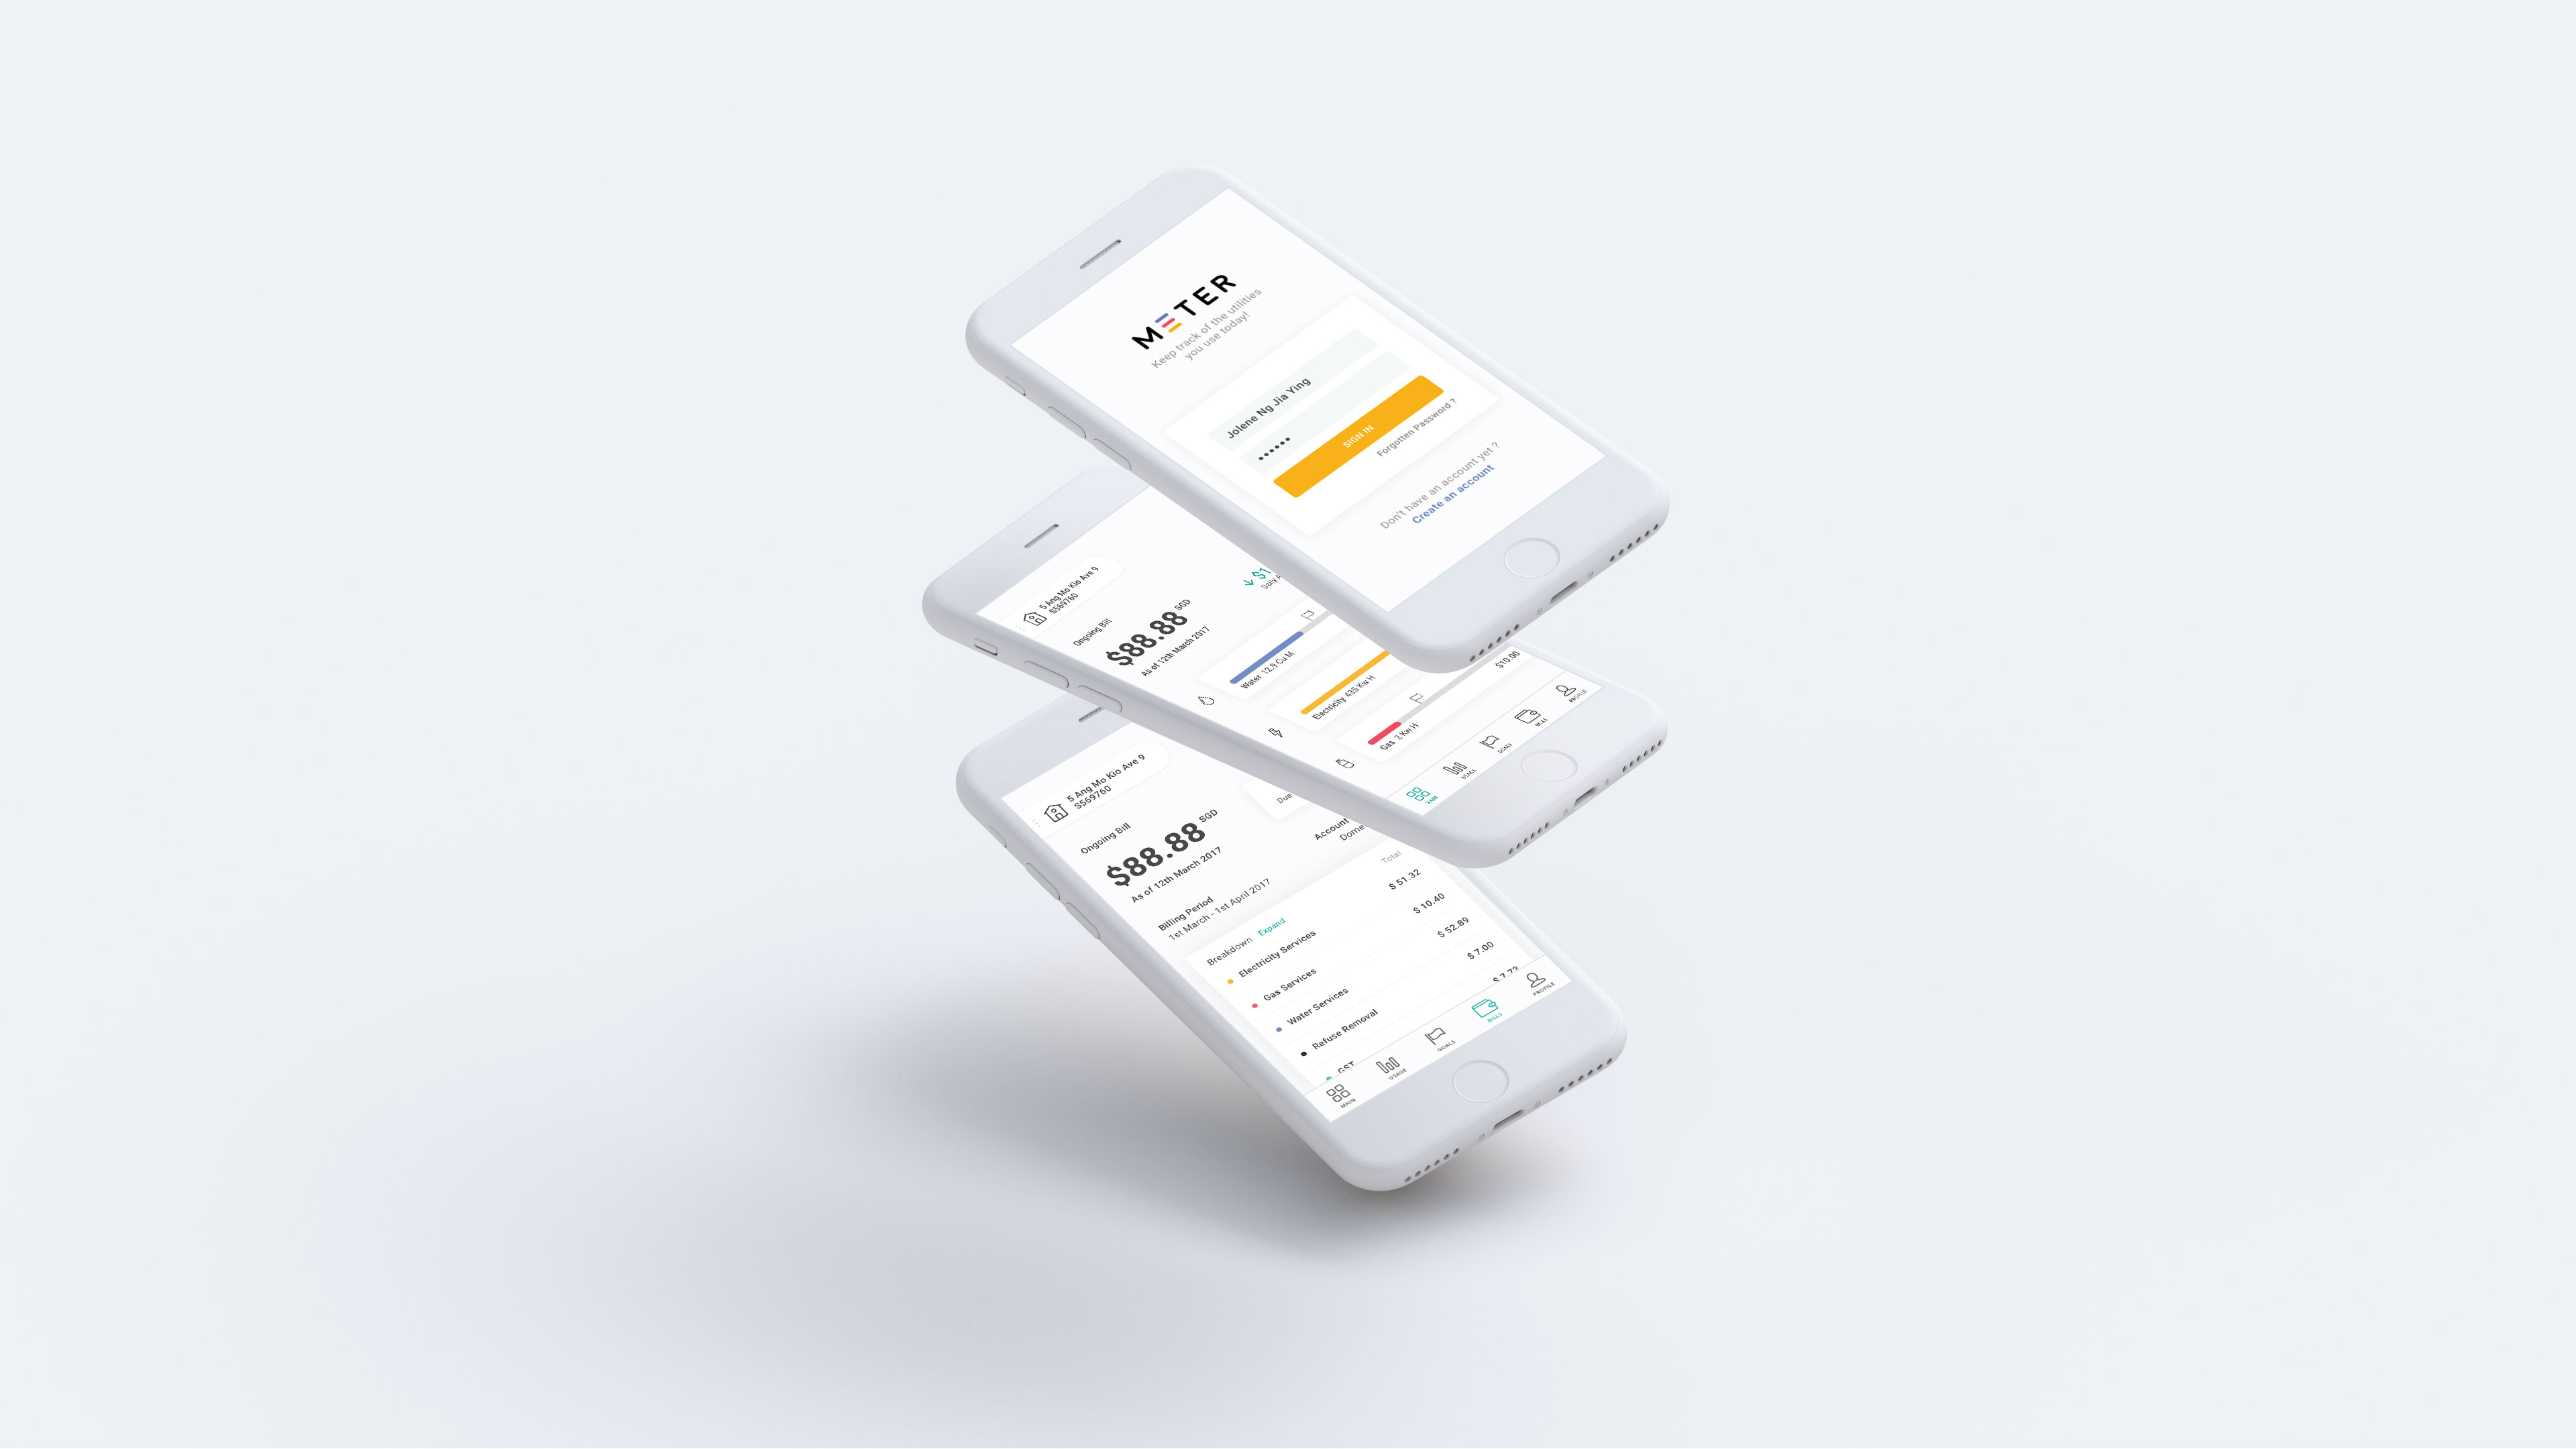 METER
Keep track of the utilities
you use today!
Jolene Ng Jia Ying
••••••
SIGN IN
Forgotten Password ?
Don't have an account yet ?
Create an account
5 Ang Mo Kio Ave 9
S569760
Ongoing Bill
$88.88 SGD
As of 12th March 2017
↓ $1
Daily
Water 12.9 Cu M
Electricity 435 Kw H
$10.00
Gas 2 Kw H
MAIN
USAGE
GOALS
BILLS
PROFILE
5 Ang Mo Kio Ave 9
S569760
Ongoing Bill
$88.88 SGD
As of 12th March 2017
Due
Billing Period
1st March - 1st April 2017
Account
Dome
Breakdown Expand Total
Electricity Services $ 51.32
Gas Services $ 10.40
Water Services $ 52.89
Refuse Removal $ 7.00
GST $ 7.73
MAIN
USAGE
GOALS
BILLS
PROFILE